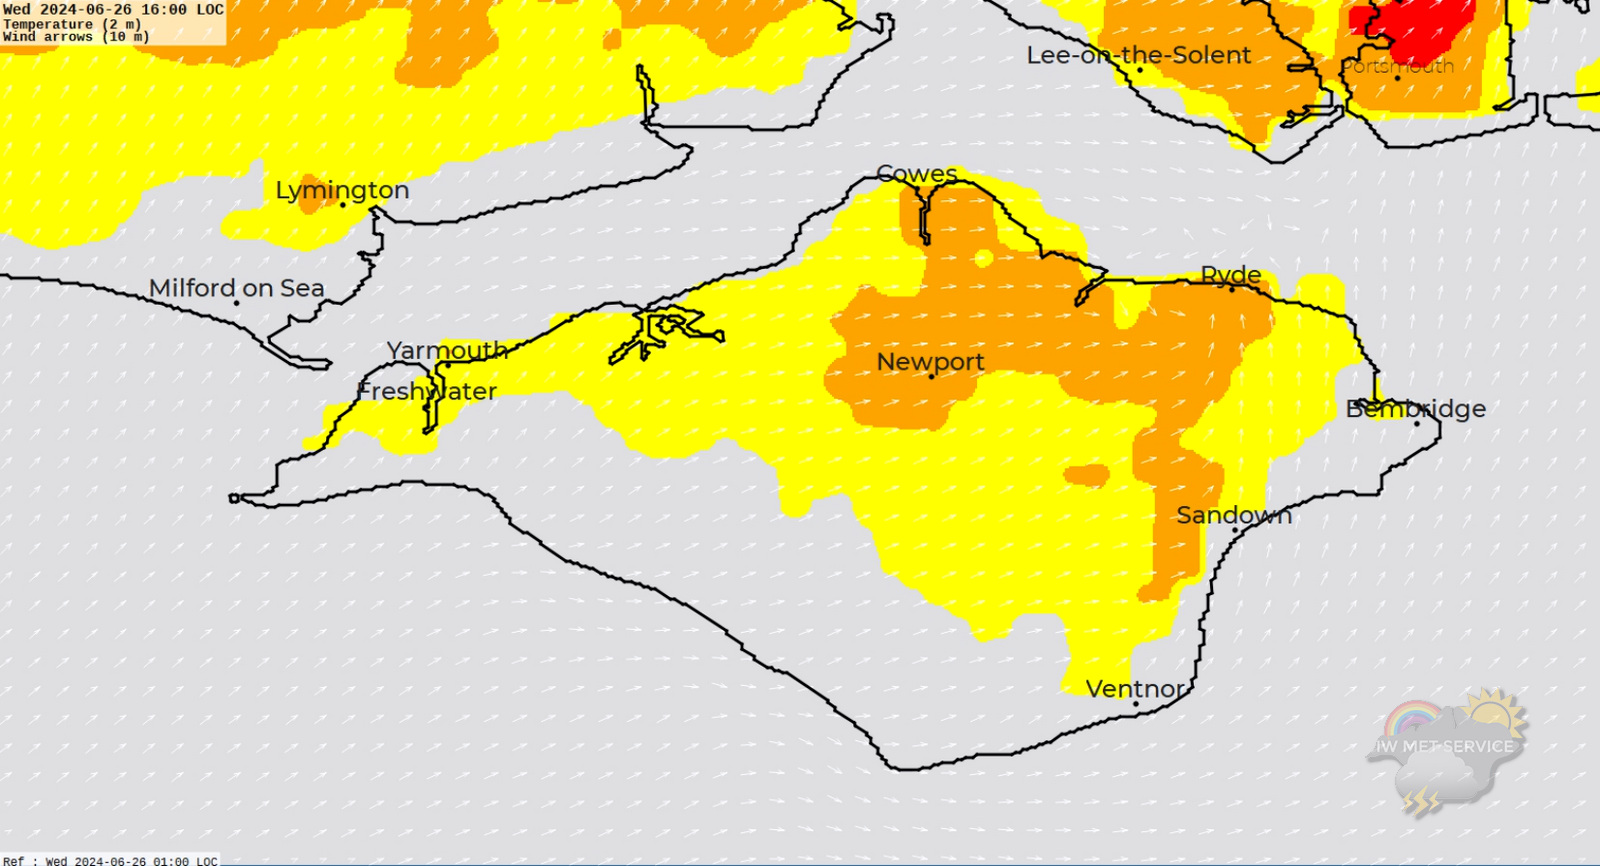 Wed 2024-06-26 16:00 LOC
Temperature (2 m)
Wind arrows (10 m)
Lee-on-the-Solent
Portsmouth
Cowes
Lymington
Ryde
Milford on Sea
Yarmouth
Newport
Freshwater
Bembridge
Sandown
Ventnor
IW MET SERVICE
Ref : Wed 2024-06-26 01:00 LOC